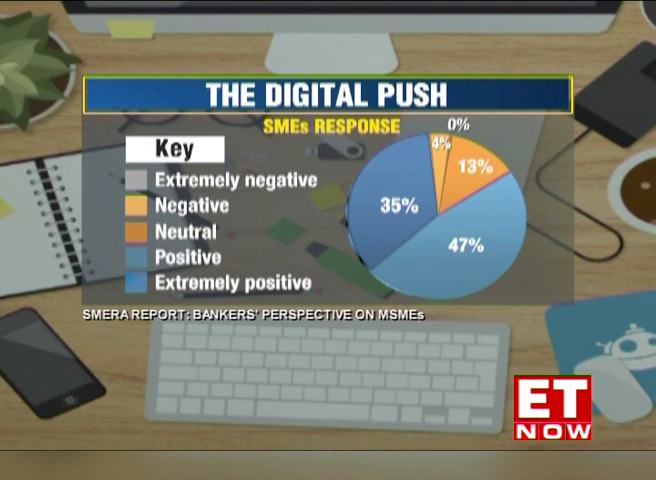 THE DIGITAL PUSH
SMEs RESPONSE
0%
4%
13%
35%
47%
Key
Extremely negative
Negative
Neutral
Positive
Extremely positive
SMERA REPORT: BANKERS' PERSPECTIVE ON MSMEs
ET
NOW